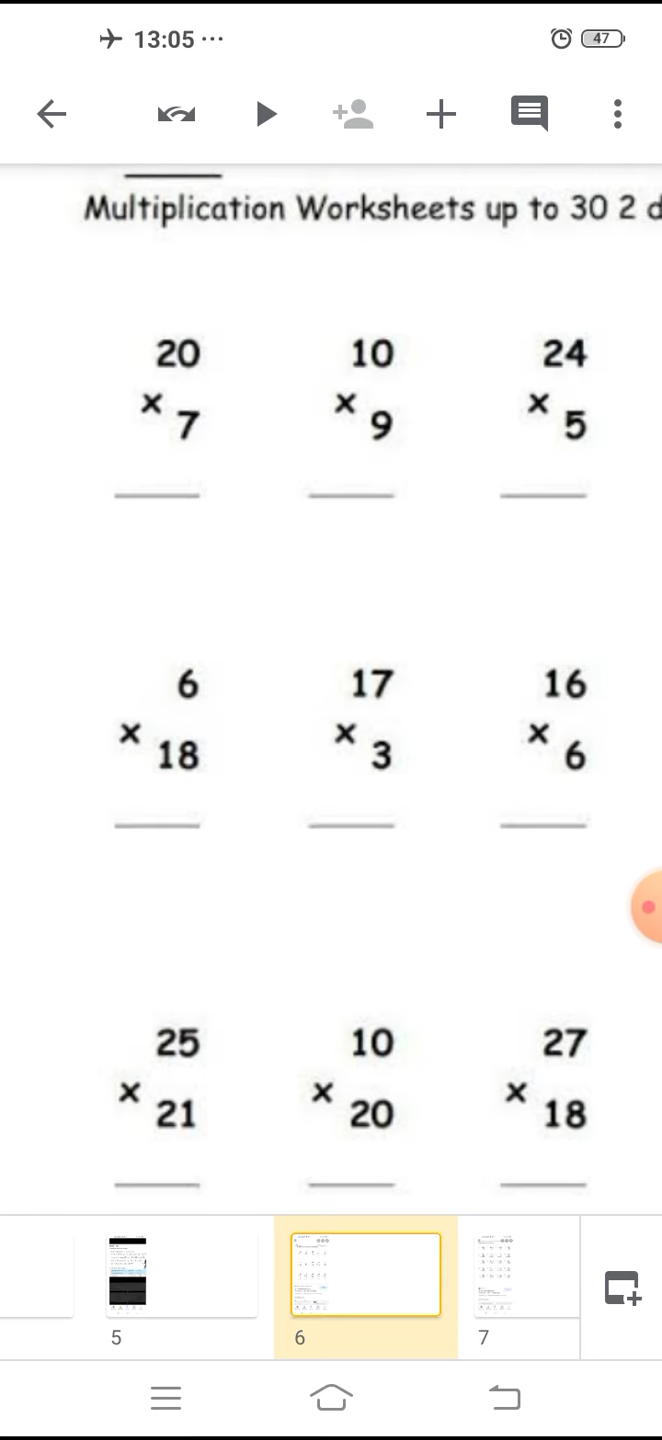 13:05 ...
47
Multiplication Worksheets up to 30 2 d
20 10 24
× 7 × 9 × 5
6 17 16
× 18 × 3 × 6
25 10 27
× 21 × 20 × 18
5 6 7